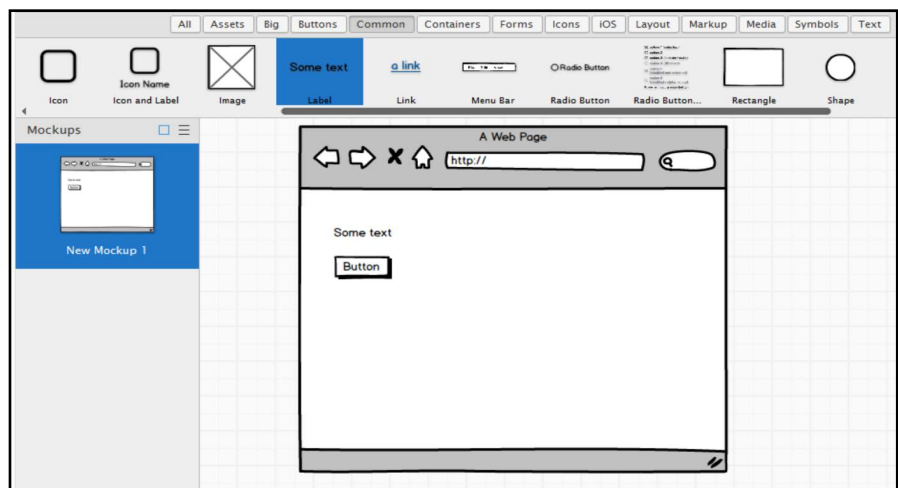 All Assets Big Buttons Common Containers Forms Icons iOS Layout Markup Media Symbols Text
Some text a link Radio Button
Icon Name
Icon Icon and Label Image Label Link Menu Bar Radio Button Radio Button... Rectangle Shape
Mockups
New Mockup 1
A Web Page
http://
Some text
Button